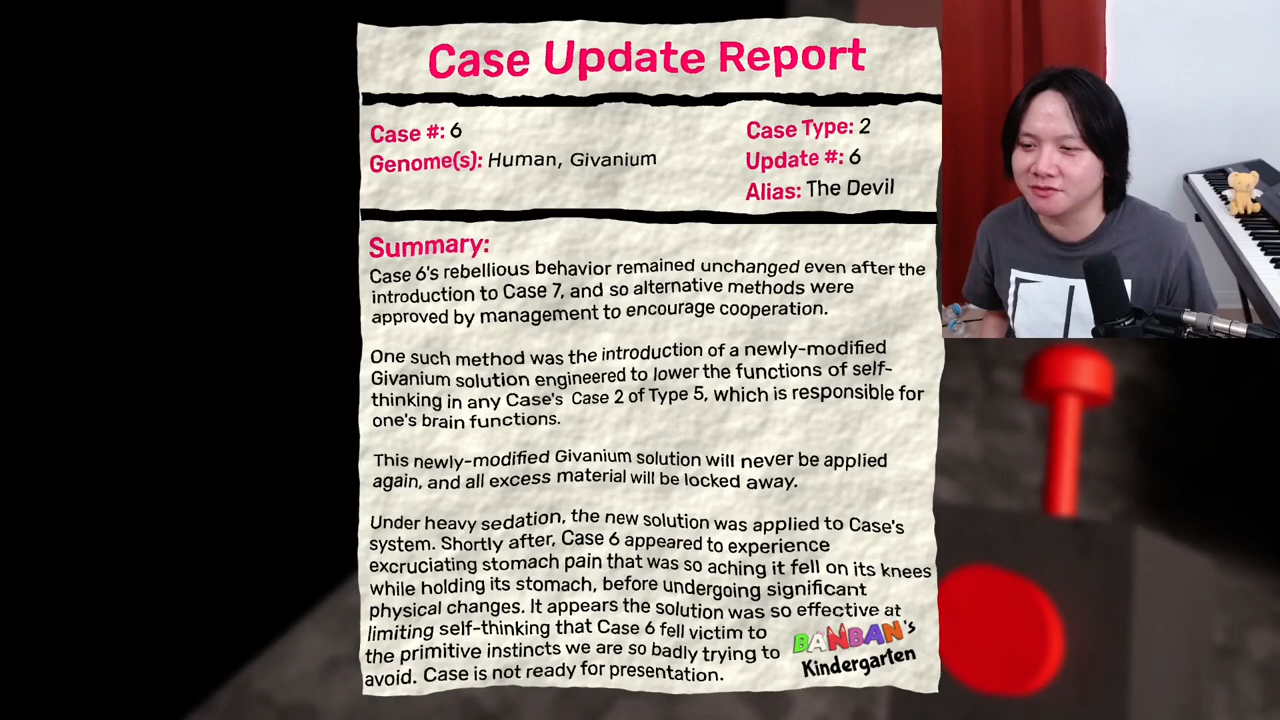 Case Update Report
Case #: 6
Genome(s): Human, Givanium
Case Type: 2
Update #: 6
Alias: The Devil
Summary:
Case 6's rebellious behavior remained unchanged even after the
introduction to Case 7, and so alternative methods were
approved by management to encourage cooperation.
One such method was the introduction of a newly-modified
Givanium solution engineered to lower the functions of self-
thinking in any Case's Case 2 of Type 5, which is responsible for
one's brain functions.
This newly-modified Givanium solution will never be applied
again, and all excess material will be locked away.
Under heavy sedation, the new solution was applied to Case's
system. Shortly after, Case 6 appeared to experience
excruciating stomach pain that was so aching it fell on its knees
while holding its stomach, before undergoing significant
physical changes. It appears the solution was so effective at
limiting self-thinking that Case 6 fell victim to
the primitive instincts we are so badly trying to
avoid. Case is not ready for presentation.
BANBAN's
Kindergarten